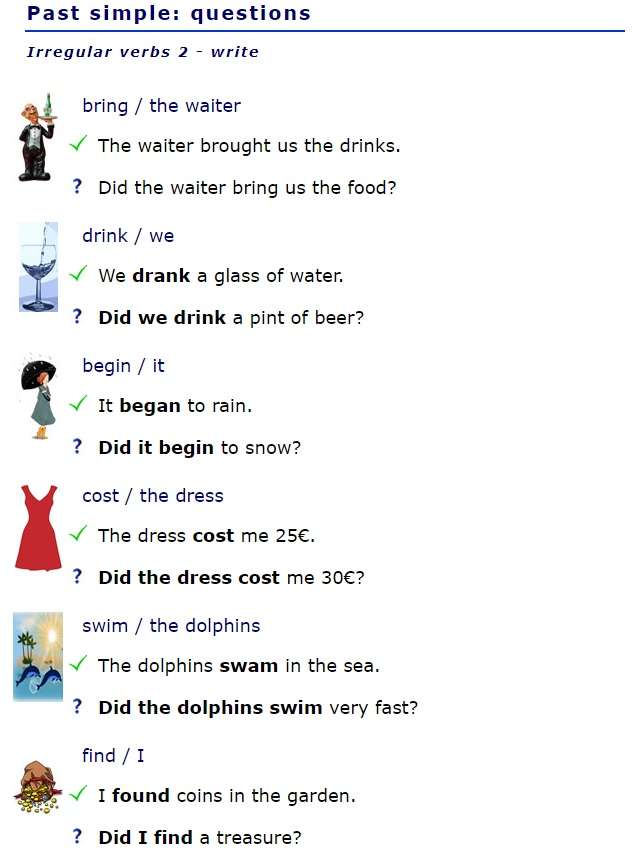 Past simple: questions
Irregular verbs 2 - write
bring / the waiter
The waiter brought us the drinks.
? Did the waiter bring us the food?
drink / we
We drank a glass of water.
? Did we drink a pint of beer?
begin / it
It began to rain.
? Did it begin to snow?
cost / the dress
The dress cost me 25€.
? Did the dress cost me 30€?
swim / the dolphins
The dolphins swam in the sea.
? Did the dolphins swim very fast?
find / I
I found coins in the garden.
? Did I find a treasure?